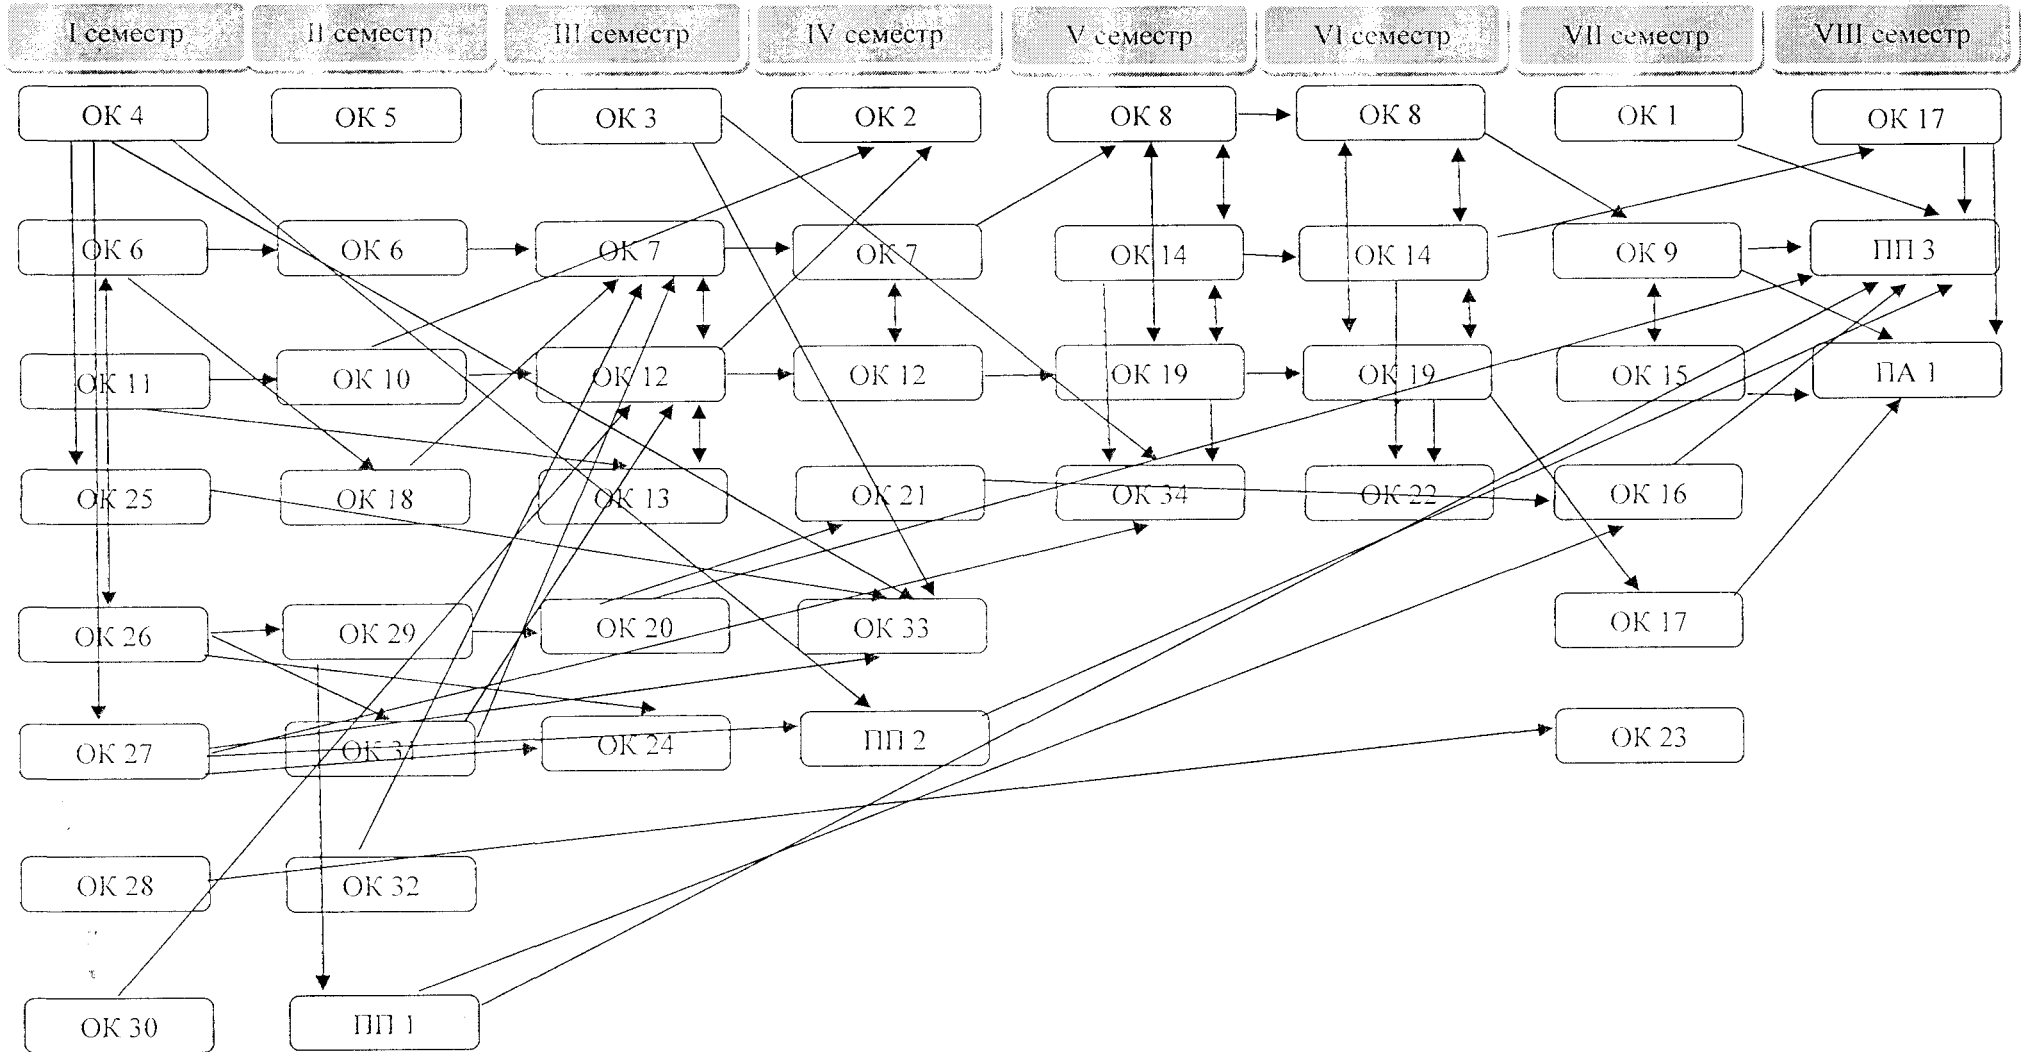 I семестр II семестр III семестр IV семестр V семестр VI семестр VII семестр VIII семестр
ОК 4 ОК 5 ОК 3 ОК 2 ОК 8 ОК 8 ОК 1 ОК 17
ОК 6 ОК 6 ОК 7 ОК 7 ОК 14 ОК 14 ОК 9 ПП 3
ОК 11 ОК 10 ОК 12 ОК 12 ОК 19 ОК 19 ОК 15 ПА 1
ОК 25 ОК 18 ОК 13 ОК 21 ОК 34 ОК 22 ОК 16
ОК 26 ОК 29 ОК 20 ОК 33 ОК 17
ОК 27 ОК 31 ОК 24 ПП 2 ОК 23
ОК 28 ОК 32
ОК 30 ПП 1